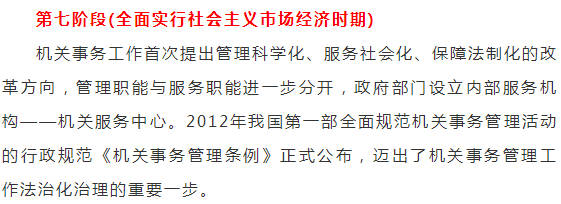 第七阶段(全面实行社会主义市场经济时期)
机关事务工作首次提出管理科学化、服务社会化、保障法制化的改
革方向，管理职能与服务职能进一步分开，政府部门设立内部服务机
构——机关服务中心。2012年我国第一部全面规范机关事务管理活动
的行政规范《机关事务管理条例》正式公布，迈出了机关事务管理工
作法治化治理的重要一步。